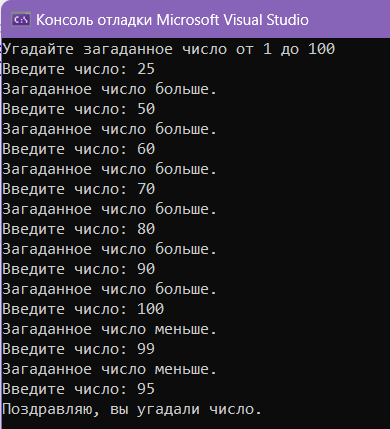 Консоль отладки Microsoft Visual Studio
Угадайте загаданное число от 1 до 100
Введите число: 25
Загаданное число больше.
Введите число: 50
Загаданное число больше.
Введите число: 60
Загаданное число больше.
Введите число: 70
Загаданное число больше.
Введите число: 80
Загаданное число больше.
Введите число: 90
Загаданное число больше.
Введите число: 100
Загаданное число меньше.
Введите число: 99
Загаданное число меньше.
Введите число: 95
Поздравляю, вы угадали число.